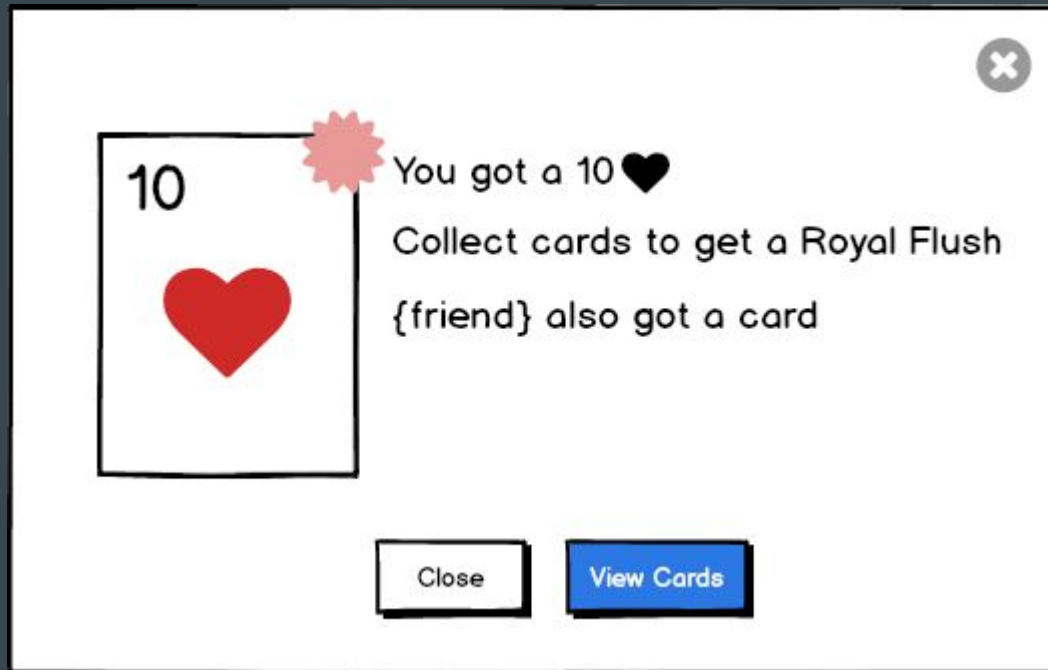 10
You got a 10
Collect cards to get a Royal Flush
{friend} also got a card
Close
View Cards